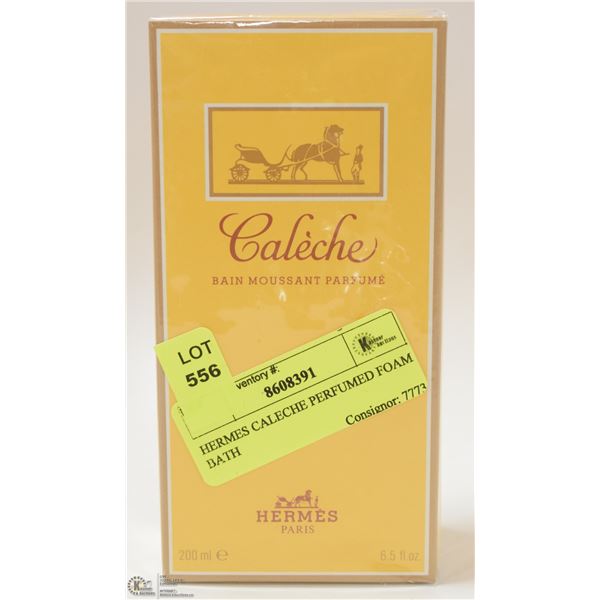 Calèche
BAIN MOUSSANT PARFUMÉ
LOT
556
ventory #:
8608391
HERMES CALECHE PERFUMED FOAM
BATH
Consignor: 7773
HERMÈS
PARIS
200 ml e
6.5 fl.oz.